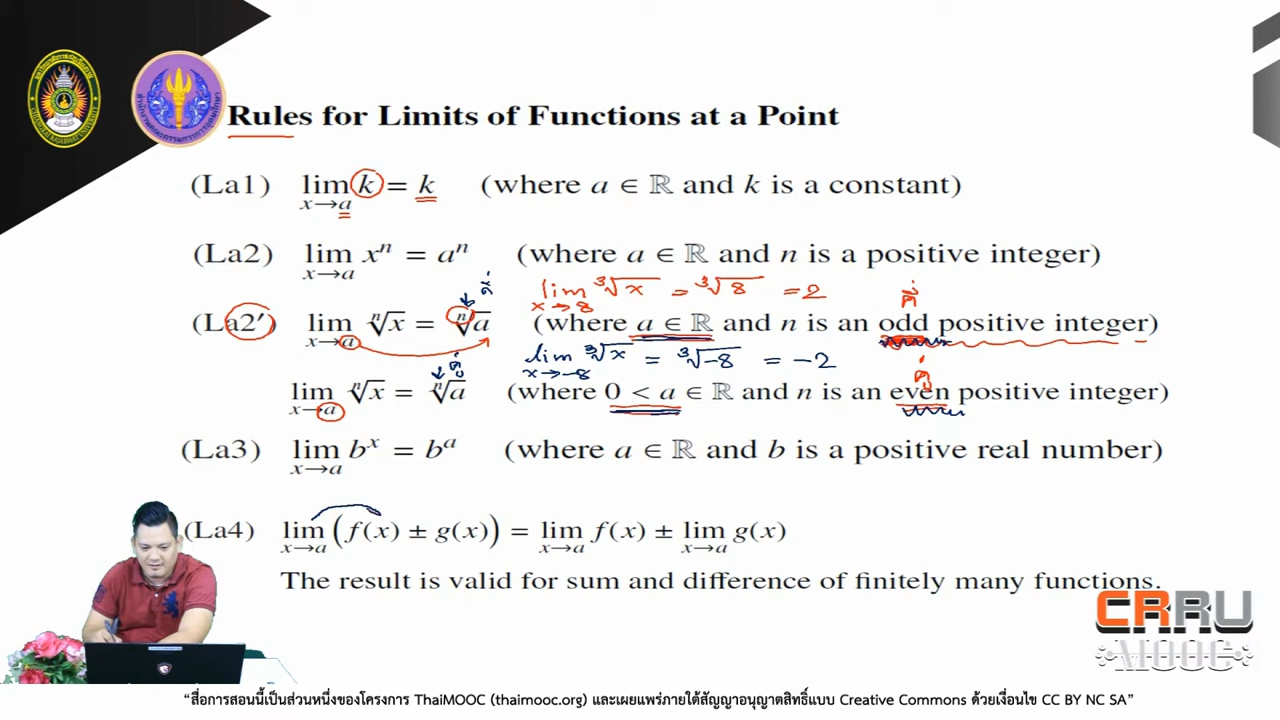 Rules for Limits of Functions at a Point
(La1) lim x→a k = k (where a ∈ ℝ and k is a constant)
(La2) lim x→a xⁿ = aⁿ (where a ∈ ℝ and n is a positive integer)
คี่
lim x→8 ∛x = ∛8 = 2
คี่
(La2′) lim x→a ⁿ√x = ⁿ√a (where a ∈ ℝ and n is an odd positive integer)
lim x→-8 ∛x = ∛-8 = -2
คู่
คู่
lim x→a ⁿ√x = ⁿ√a (where 0 < a ∈ ℝ and n is an even positive integer)
(La3) lim x→a bˣ = bᵃ (where a ∈ ℝ and b is a positive real number)
(La4) lim x→a (f(x) ± g(x)) = lim x→a f(x) ± lim x→a g(x)
The result is valid for sum and difference of finitely many functions.
CRRU
MOOC
“สื่อการสอนนี้เป็นส่วนหนึ่งของโครงการ ThaiMOOC (thaimooc.org) และเผยแพร่ภายใต้สัญญาอนุญาตสิทธิ์แบบ Creative Commons ด้วยเงื่อนไข CC BY NC SA”